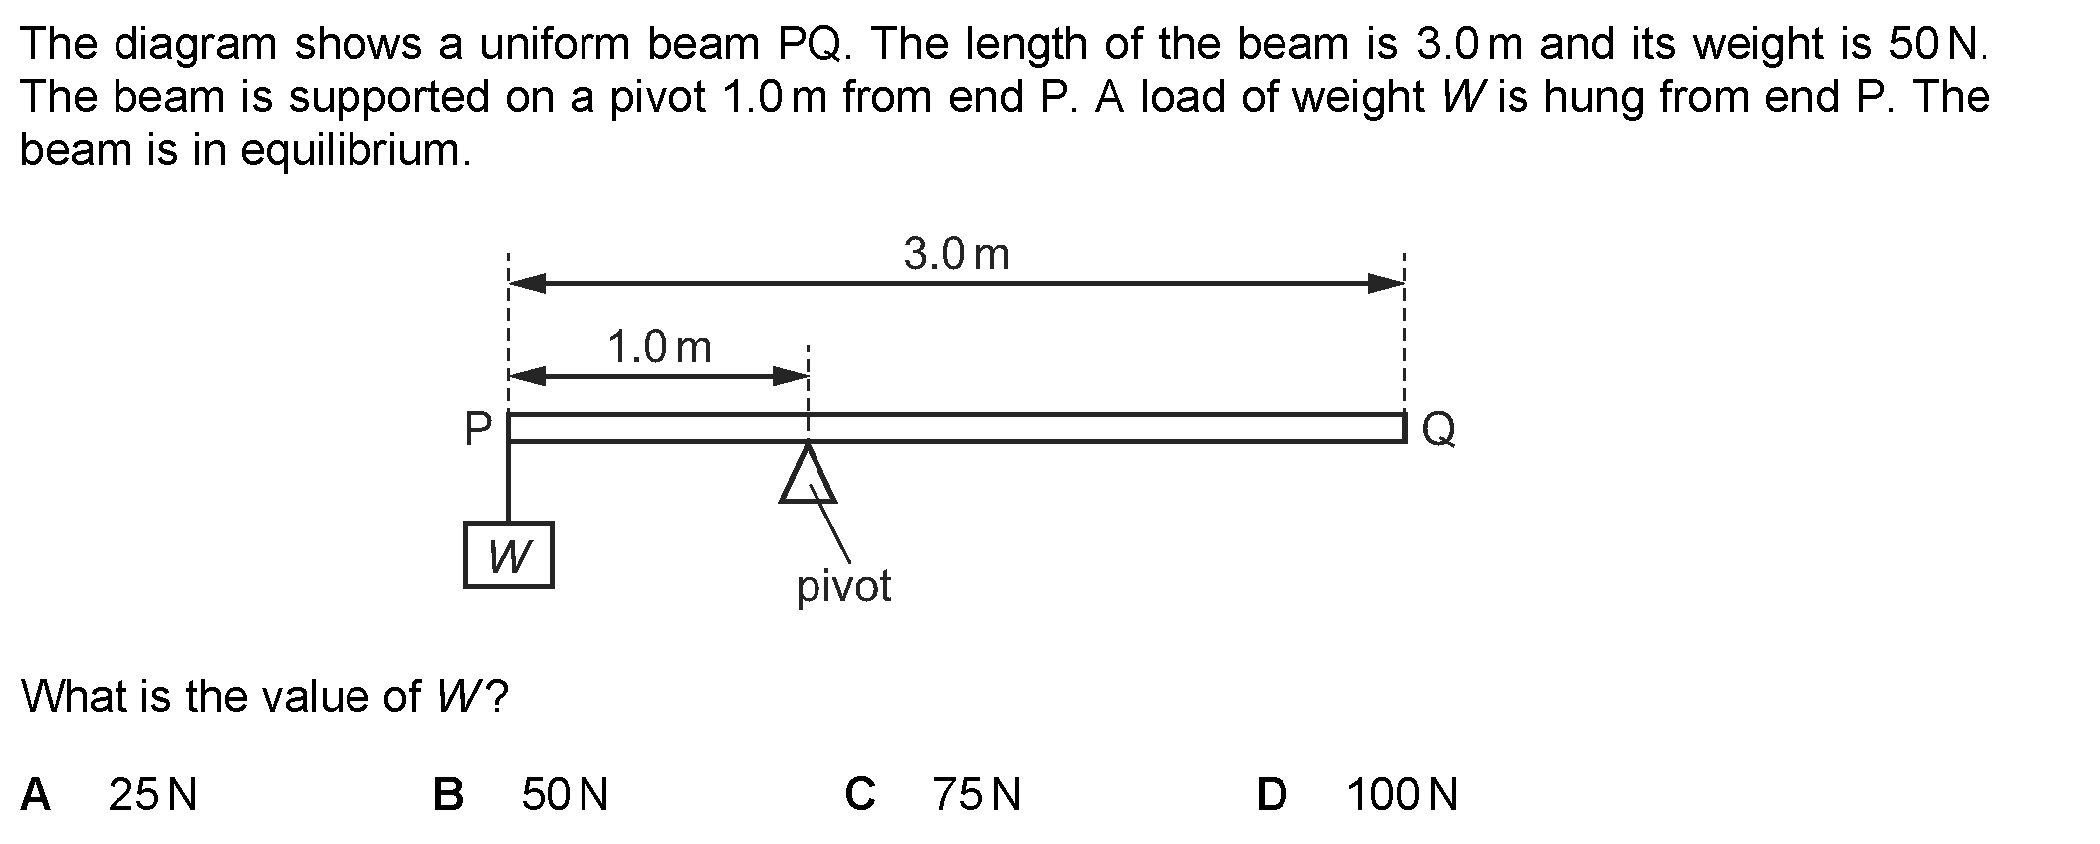 The diagram shows a uniform beam PQ. The length of the beam is 3.0 m and its weight is 50 N.
The beam is supported on a pivot 1.0 m from end P. A load of weight W is hung from end P. The
beam is in equilibrium.
3.0 m
1.0 m
P
Q
W
pivot
What is the value of W?
A 25 N B 50 N C 75 N D 100 N